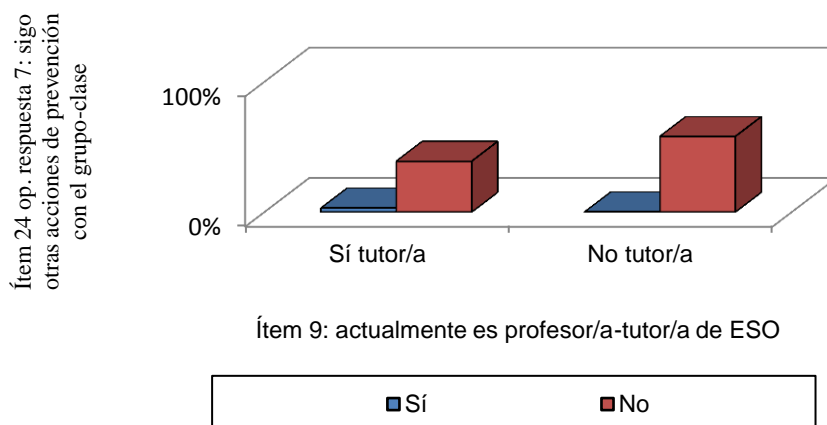 Ítem 24 op. respuesta 7: sigo
otras acciones de prevención
con el grupo-clase
100%
0%
Sí tutor/a
No tutor/a
Ítem 9: actualmente es profesor/a-tutor/a de ESO
Sí
No